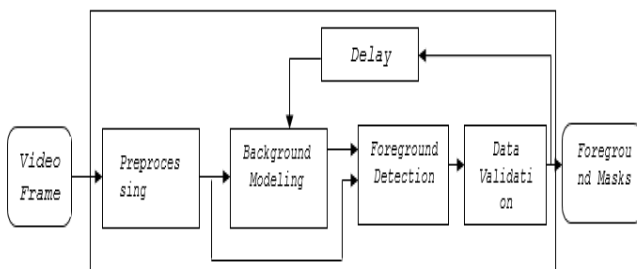 Delay
Video
Frame
Preproces
sing
Background
Modeling
Foreground
Detection
Data
Validati
on
Foregrou
nd Masks